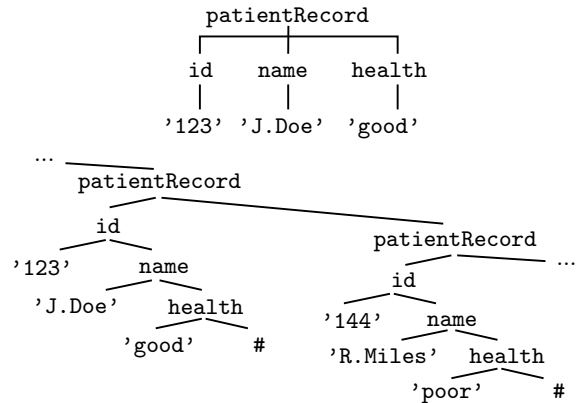 patientRecord
id name health
'123' 'J.Doe' 'good'
...
patientRecord
id
patientRecord
'123' name
id
...
'J.Doe' health
'144' name
'good' #
'R.Miles' health
'poor' #